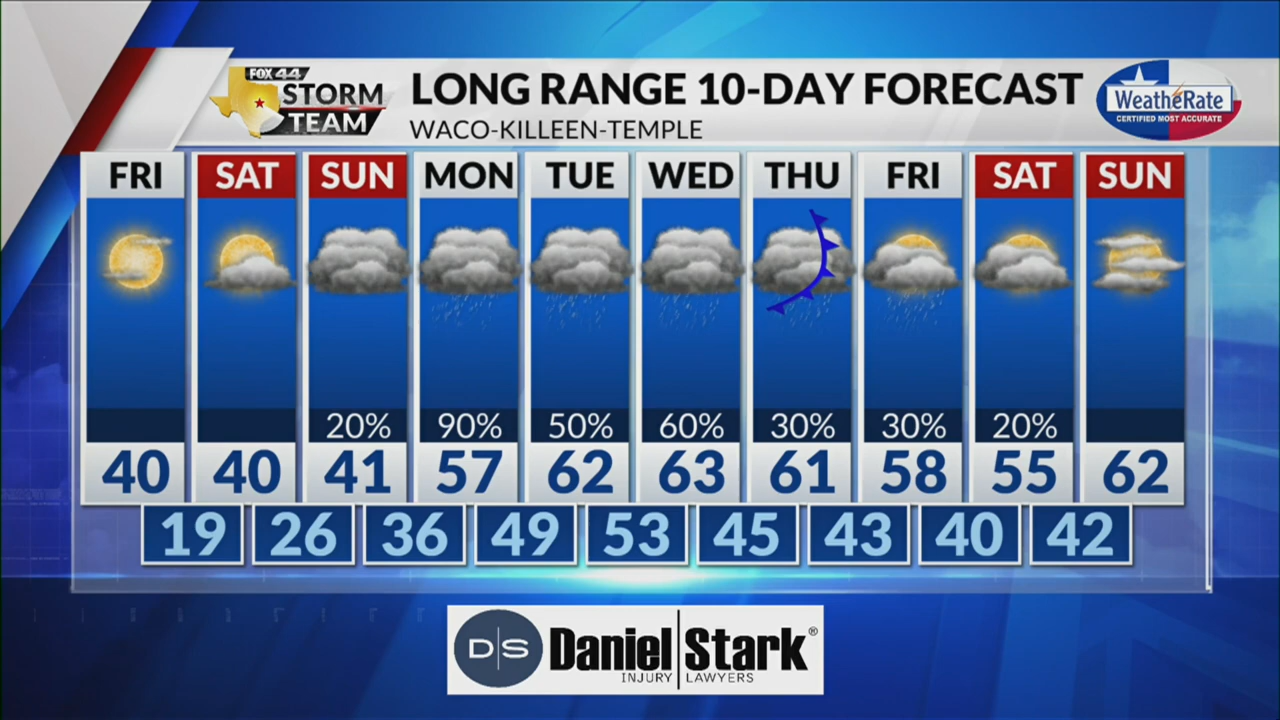 FOX 44
STORM
TEAM
LONG RANGE 10-DAY FORECAST
WACO-KILLEEN-TEMPLE
WeatheRate
CERTIFIED MOST ACCURATE
FRI SAT SUN MON TUE WED THU FRI SAT SUN
20% 90% 50% 60% 30% 30% 20%
40 40 41 57 62 63 61 58 55 62
19 26 36 49 53 45 43 40 42
D|S Daniel|Stark®
INJURY LAWYERS